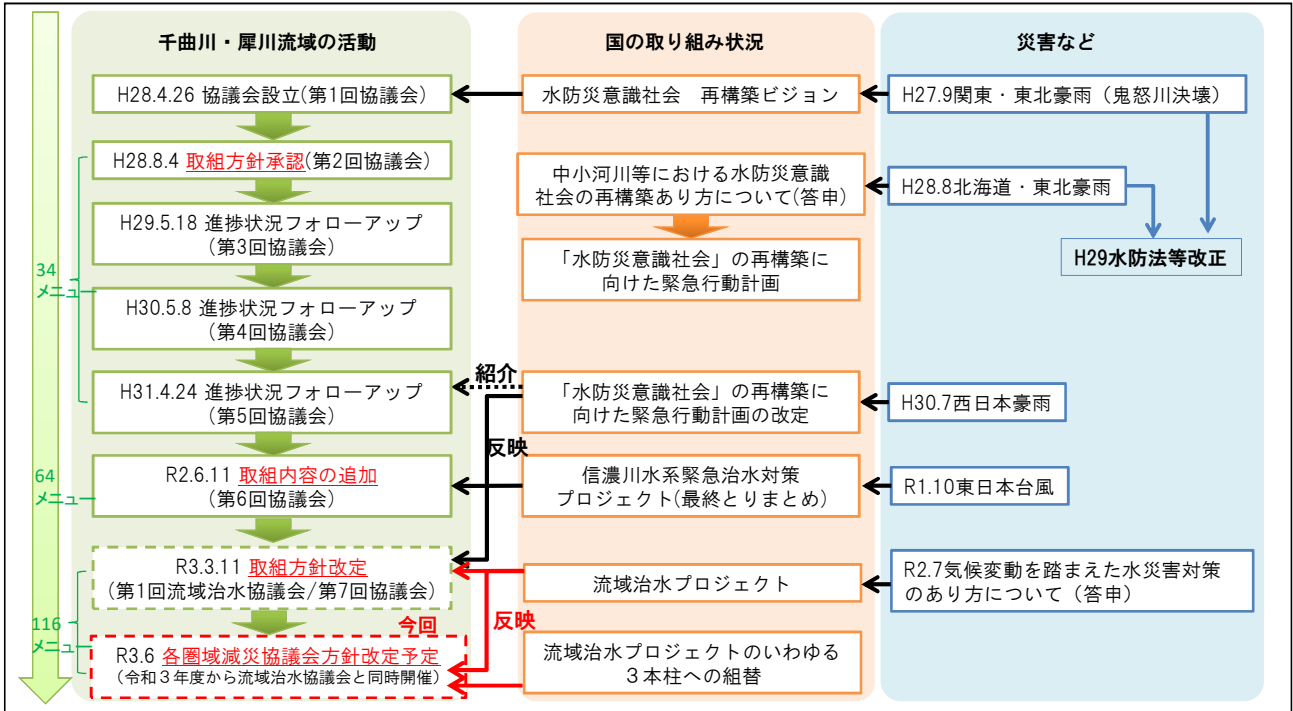 千曲川・犀川流域の活動
H28.4.26 協議会設立(第1回協議会)
H28.8.4 取組方針承認(第2回協議会)
H29.5.18 進捗状況フォローアップ
(第3回協議会)
H30.5.8 進捗状況フォローアップ
(第4回協議会)
H31.4.24 進捗状況フォローアップ
(第5回協議会)
R2.6.11 取組内容の追加
(第6回協議会)
R3.3.11 取組方針改定
(第1回流域治水協議会/第7回協議会)
今回
R3.6 各圏域減災協議会方針改定予定
(令和３年度から流域治水協議会と同時開催)
34
メニュー
64
メニュー
116
メニュー
紹介
反映
反映
国の取り組み状況
水防災意識社会　再構築ビジョン
中小河川等における水防災意識
社会の再構築あり方について(答申)
「水防災意識社会」の再構築に
向けた緊急行動計画
「水防災意識社会」の再構築に
向けた緊急行動計画の改定
信濃川水系緊急治水対策
プロジェクト(最終とりまとめ)
流域治水プロジェクト
流域治水プロジェクトのいわゆる
３本柱への組替
災害など
H27.9関東・東北豪雨（鬼怒川決壊）
H28.8北海道・東北豪雨
H29水防法等改正
H30.7西日本豪雨
R1.10東日本台風
R2.7気候変動を踏まえた水災害対策
のあり方について（答申）